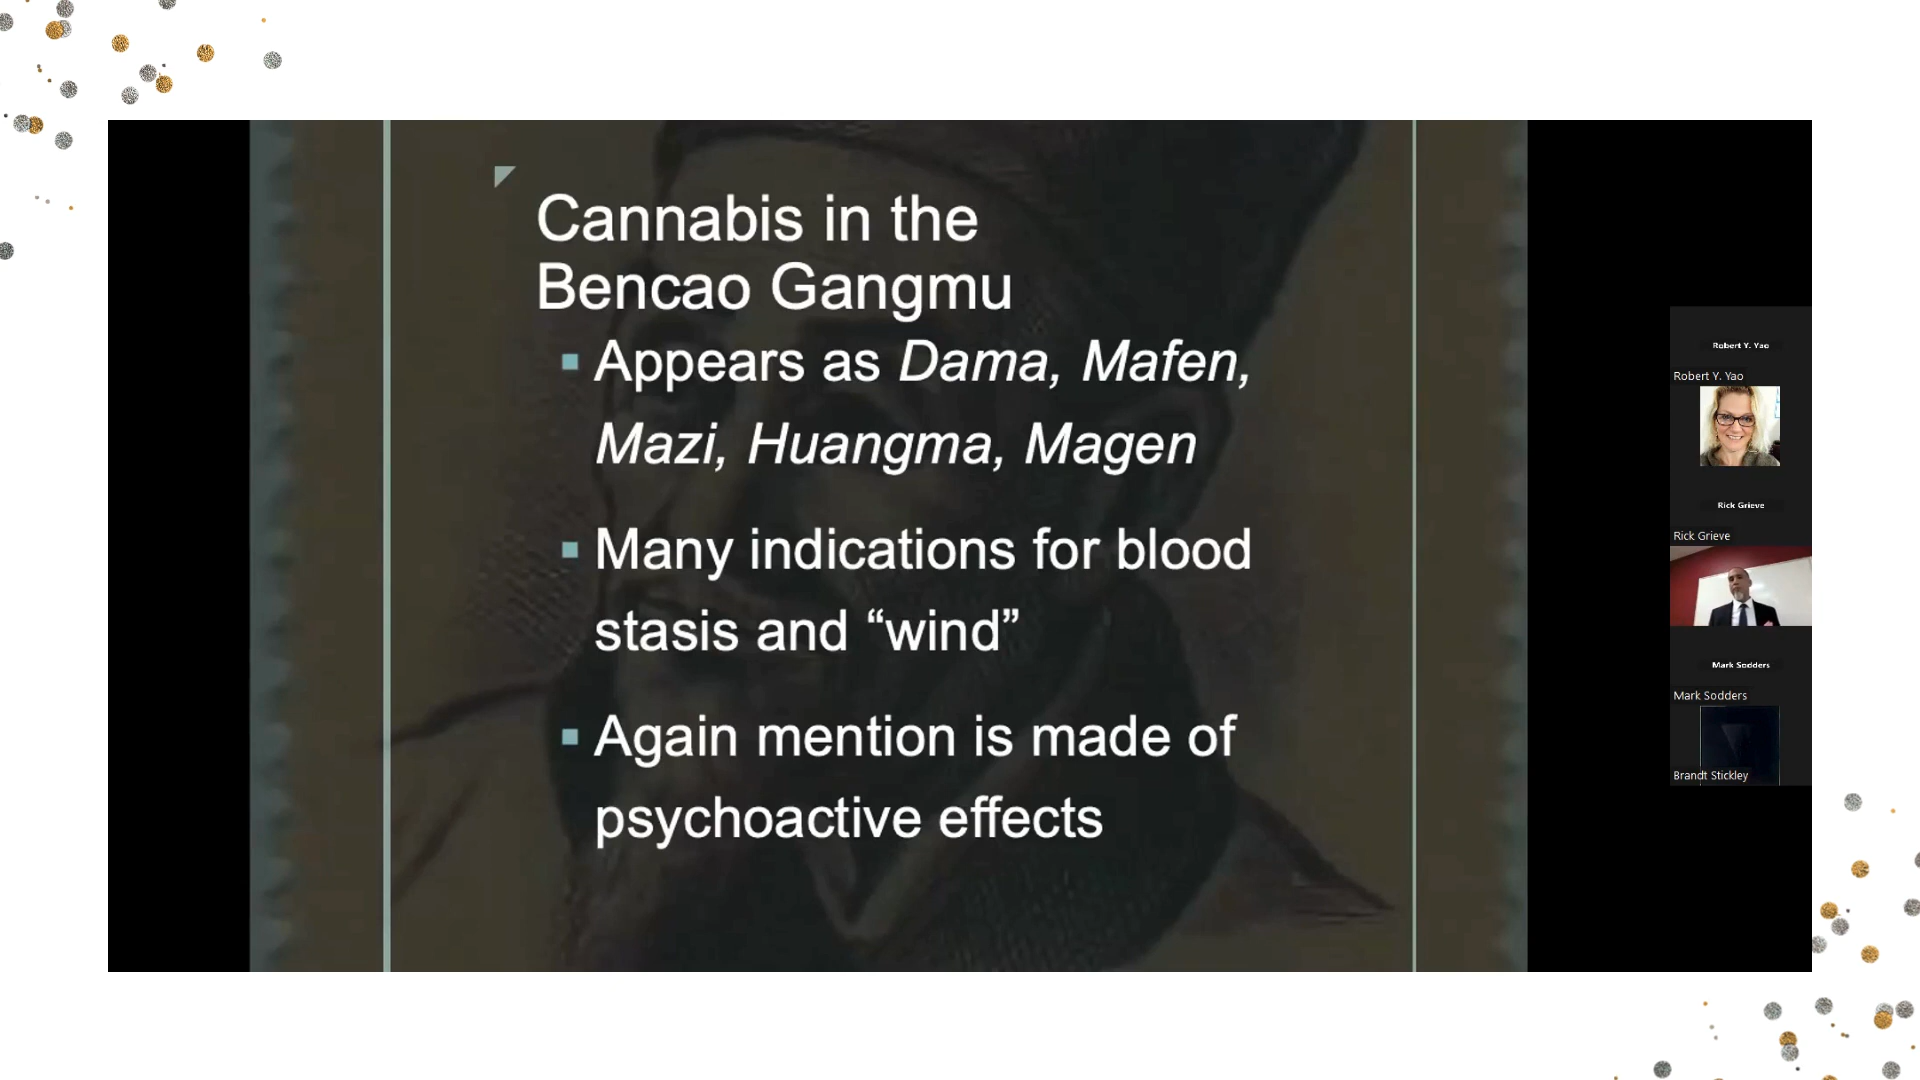 Cannabis in the
Bencao Gangmu
▪ Appears as Dama, Mafen,
Mazi, Huangma, Magen
▪ Many indications for blood
stasis and “wind”
▪ Again mention is made of
psychoactive effects
Robert Y. Yao
Robert Y. Yao
Rick Grieve
Rick Grieve
Mark Sodders
Mark Sodders
Brandt Stickley